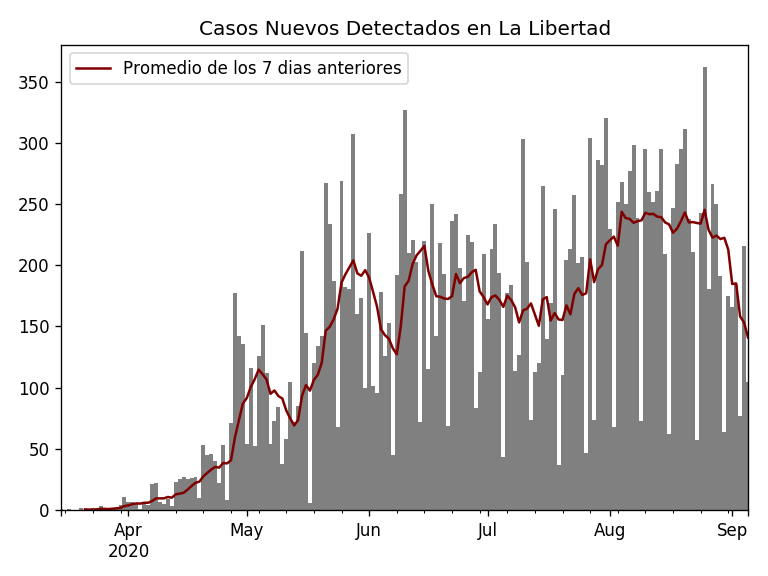 Casos Nuevos Detectados en La Libertad
Promedio de los 7 dias anteriores
350
300
250
200
150
100
50
0
Apr
2020
May
Jun
Jul
Aug
Sep